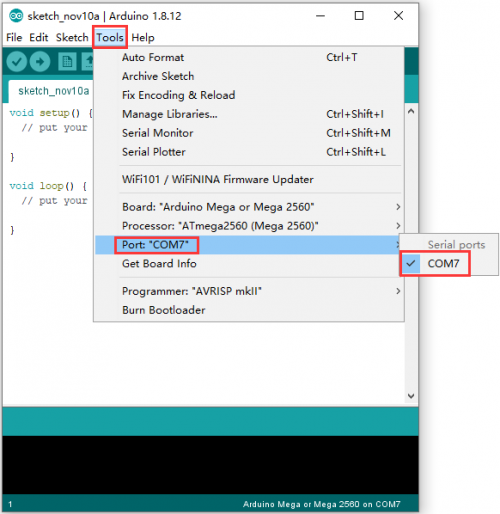 sketch_nov10a | Arduino 1.8.12
File Edit Sketch Tools Help
sketch_nov10a
Auto Format Ctrl+T
Archive Sketch
Fix Encoding & Reload
Manage Libraries... Ctrl+Shift+I
Serial Monitor Ctrl+Shift+M
Serial Plotter Ctrl+Shift+L
WiFi101 / WiFiNINA Firmware Updater
Board: "Arduino Mega or Mega 2560"
Processor: "ATmega2560 (Mega 2560)"
Port: "COM7"
Get Board Info
Programmer: "AVRISP mkII"
Burn Bootloader
Serial ports
COM7
void setup() {
// put your
}
void loop() {
// put your
}
1 Arduino Mega or Mega 2560 on COM7